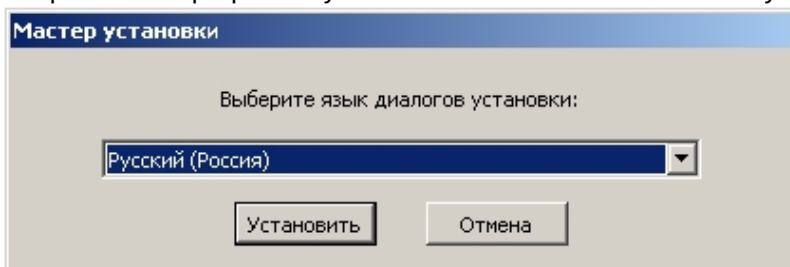 Мастер установки
Выберите язык диалогов установки:
Русский (Россия)
Установить Отмена